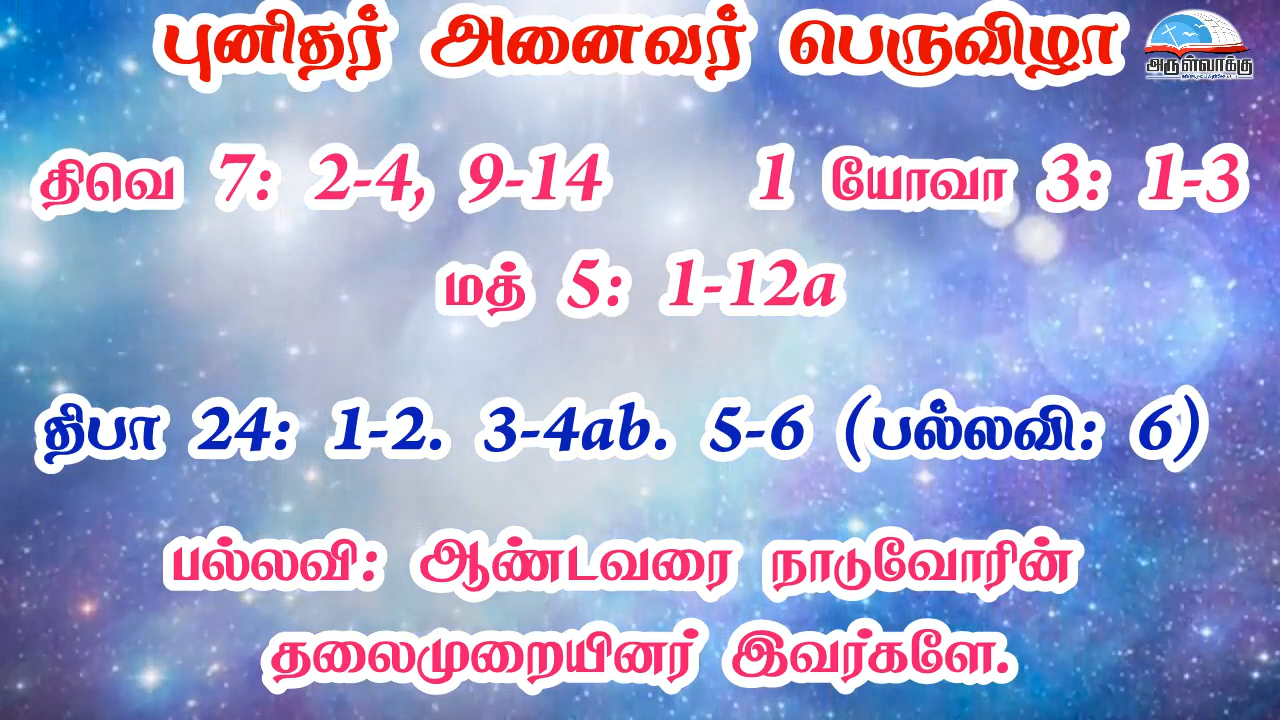 புனிதர் அனைவர் பெருவிழா
அருள்வாக்கு
திவெ 7: 2-4, 9-14 1 யோவா 3: 1-3
மத் 5: 1-12a
திபா 24: 1-2. 3-4ab. 5-6 (பல்லவி: 6)
பல்லவி: ஆண்டவரை நாடுவோரின்
தலைமுறையினர் இவர்களே.